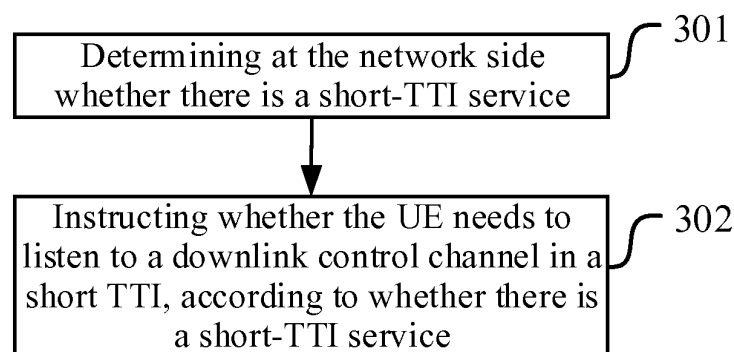 301
Determining at the network side
whether there is a short-TTI service
302
Instructing whether the UE needs to
listen to a downlink control channel in a
short TTI, according to whether there is
a short-TTI service